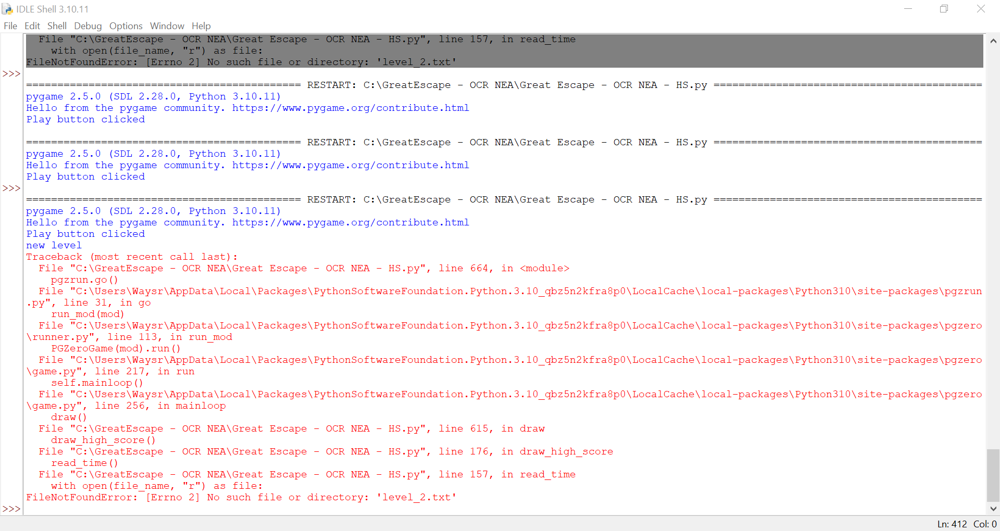 IDLE Shell 3.10.11
File Edit Shell Debug Options Window Help
  File "C:\GreatEscape - OCR NEA\Great Escape - OCR NEA - HS.py", line 157, in read_time
    with open(file_name, "r") as file:
FileNotFoundError: [Errno 2] No such file or directory: 'level_2.txt'
>>>
============================================ RESTART: C:\GreatEscape - OCR NEA\Great Escape - OCR NEA - HS.py ===========================================
pygame 2.5.0 (SDL 2.28.0, Python 3.10.11)
Hello from the pygame community. https://www.pygame.org/contribute.html
Play button clicked
============================================ RESTART: C:\GreatEscape - OCR NEA\Great Escape - OCR NEA - HS.py ===========================================
pygame 2.5.0 (SDL 2.28.0, Python 3.10.11)
Hello from the pygame community. https://www.pygame.org/contribute.html
Play button clicked
>>>
============================================ RESTART: C:\GreatEscape - OCR NEA\Great Escape - OCR NEA - HS.py ===========================================
pygame 2.5.0 (SDL 2.28.0, Python 3.10.11)
Hello from the pygame community. https://www.pygame.org/contribute.html
Play button clicked
new level
Traceback (most recent call last):
  File "C:\GreatEscape - OCR NEA\Great Escape - OCR NEA - HS.py", line 664, in <module>
    pgzrun.go()
  File "C:\Users\Waysr\AppData\Local\Packages\PythonSoftwareFoundation.Python.3.10_qbz5n2kfra8p0\LocalCache\local-packages\Python310\site-packages\pgzrun
.py", line 31, in go
    run_mod(mod)
  File "C:\Users\Waysr\AppData\Local\Packages\PythonSoftwareFoundation.Python.3.10_qbz5n2kfra8p0\LocalCache\local-packages\Python310\site-packages\pgzero
\runner.py", line 113, in run_mod
    PGZeroGame(mod).run()
  File "C:\Users\Waysr\AppData\Local\Packages\PythonSoftwareFoundation.Python.3.10_qbz5n2kfra8p0\LocalCache\local-packages\Python310\site-packages\pgzero
\game.py", line 217, in run
    self.mainloop()
  File "C:\Users\Waysr\AppData\Local\Packages\PythonSoftwareFoundation.Python.3.10_qbz5n2kfra8p0\LocalCache\local-packages\Python310\site-packages\pgzero
\game.py", line 256, in mainloop
    draw()
  File "C:\GreatEscape - OCR NEA\Great Escape - OCR NEA - HS.py", line 615, in draw
    draw_high_score()
  File "C:\GreatEscape - OCR NEA\Great Escape - OCR NEA - HS.py", line 176, in draw_high_score
    read_time()
  File "C:\GreatEscape - OCR NEA\Great Escape - OCR NEA - HS.py", line 157, in read_time
    with open(file_name, "r") as file:
FileNotFoundError: [Errno 2] No such file or directory: 'level_2.txt'
>>>
Ln: 412 Col: 0